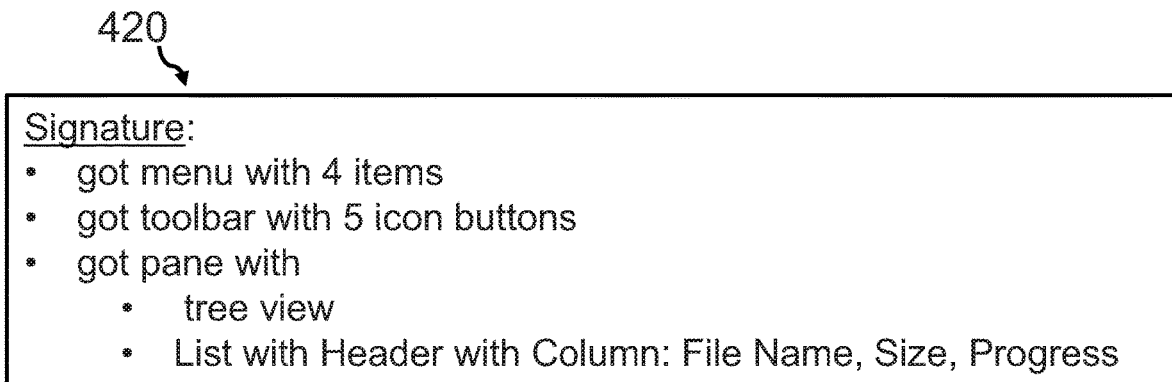 420
Signature:
• got menu with 4 items
• got toolbar with 5 icon buttons
• got pane with
• tree view
• List with Header with Column: File Name, Size, Progress